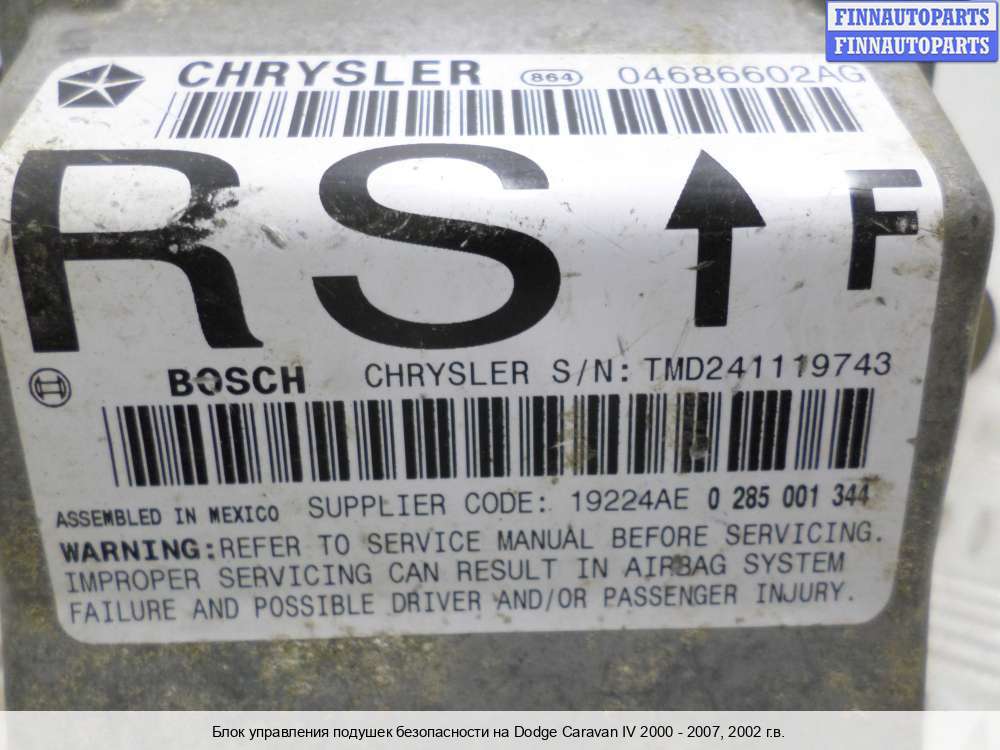 FINNAUTOPARTS
FINNAUTOPARTS
CHRYSLER 864 04686602AG
RS F
BOSCH CHRYSLER S/N: TMD241119743
ASSEMBLED IN MEXICO SUPPLIER CODE: 19224AE 0 285 001 344
WARNING: REFER TO SERVICE MANUAL BEFORE SERVICING.
IMPROPER SERVICING CAN RESULT IN AIRBAG SYSTEM
FAILURE AND POSSIBLE DRIVER AND/OR PASSENGER INJURY.
Блок управления подушек безопасности на Dodge Caravan IV 2000 - 2007, 2002 г.в.